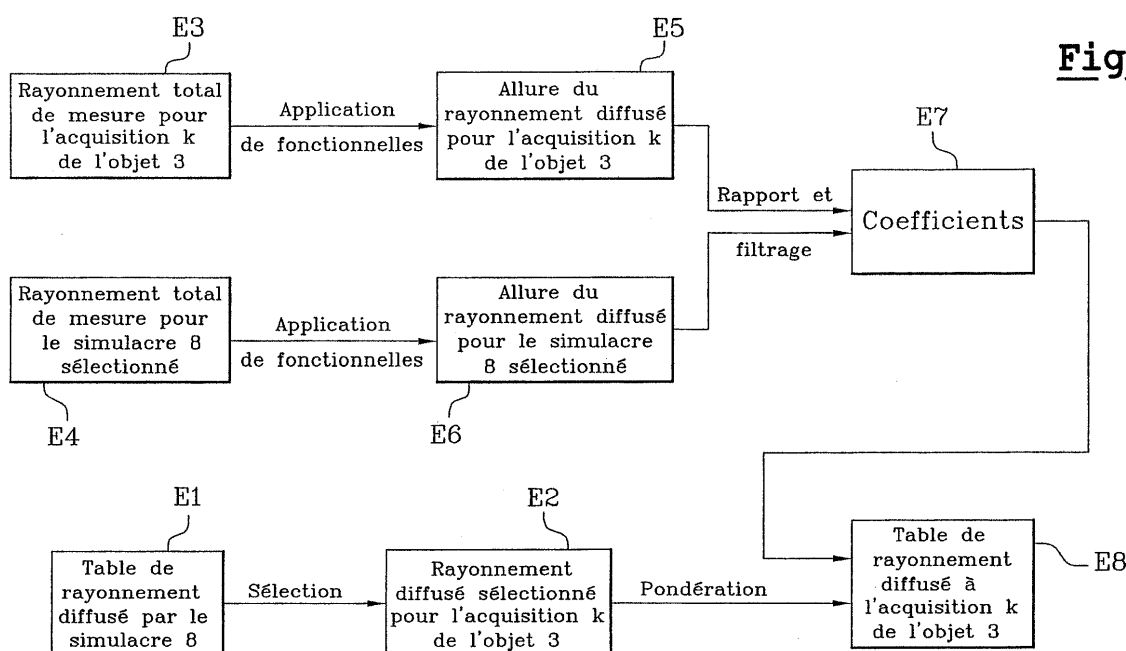 E3
E5
Fig
Rayonnement total
de mesure pour
l'acquisition k
de l'objet 3
Application
de fonctionnelles
Allure du
rayonnement diffusé
pour l'acquisition k
de l'objet 3
E7
Rapport et
filtrage
Coefficients
Rayonnement total
de mesure pour
le simulacre 8
sélectionné
Application
de fonctionnelles
Allure du
rayonnement diffusé
pour le simulacre
8 sélectionné
E4
E6
E1
E2
Table de
rayonnement
diffusé par le
simulacre 8
Sélection
Rayonnement
diffusé sélectionné
pour l'acquisition k
de l'objet 3
Pondération
Table de
rayonnement
diffusé à
l'acquisition k
de l'objet 3
E8